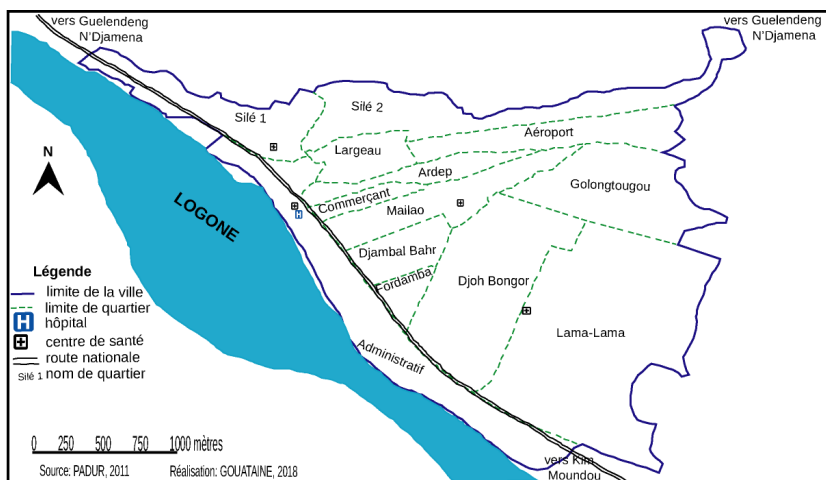 vers Guelendeng
N'Djamena
vers Guelendeng
N'Djamena
Silé 1
Silé 2
Aéroport
Largeau
Ardep
Golongtougou
Commerçant
Mailao
H
N
LOGONE
Djambal Bahr
Fordamba
Djoh Bongor
Lama-Lama
Administratif
Légende
limite de la ville
limite de quartier
H hôpital
centre de santé
route nationale
Silé 1 nom de quartier
0 250 500 750 1000 mètres
vers Kim
Moundou
Source: PADUR, 2011 Réalisation: GOUATAINE, 2018